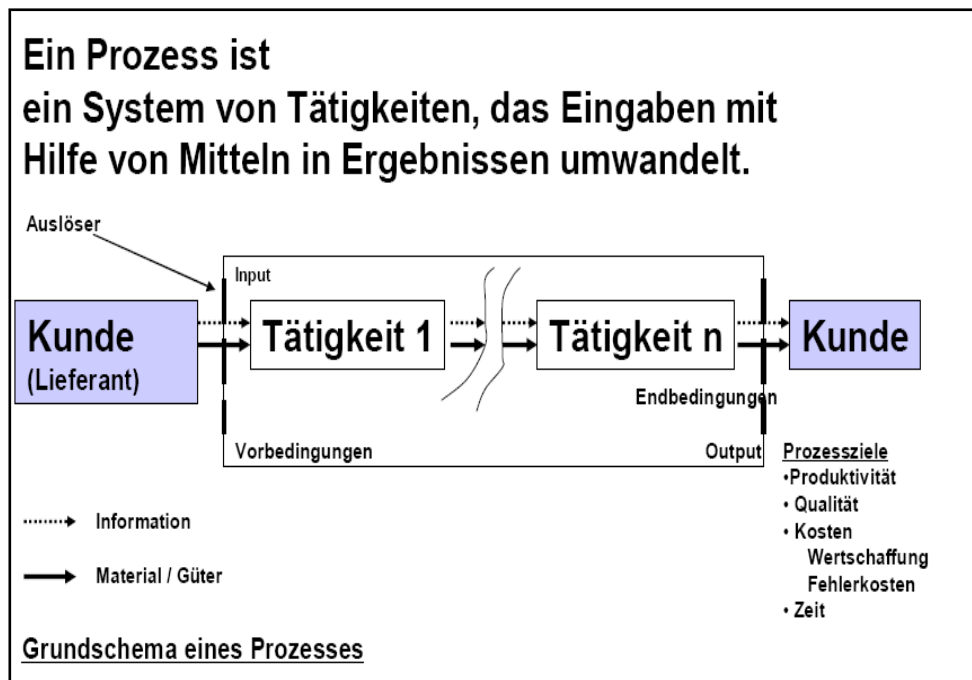 Ein Prozess ist
ein System von Tätigkeiten, das Eingaben mit
Hilfe von Mitteln in Ergebnissen umwandelt.
Auslöser
Input
Kunde
(Lieferant)
Tätigkeit 1
Tätigkeit n
Kunde
Endbedingungen
Vorbedingungen
Output
Prozessziele
•Produktivität
• Qualität
• Kosten
Wertschaffung
Fehlerkosten
• Zeit
Information
Material / Güter
Grundschema eines Prozesses